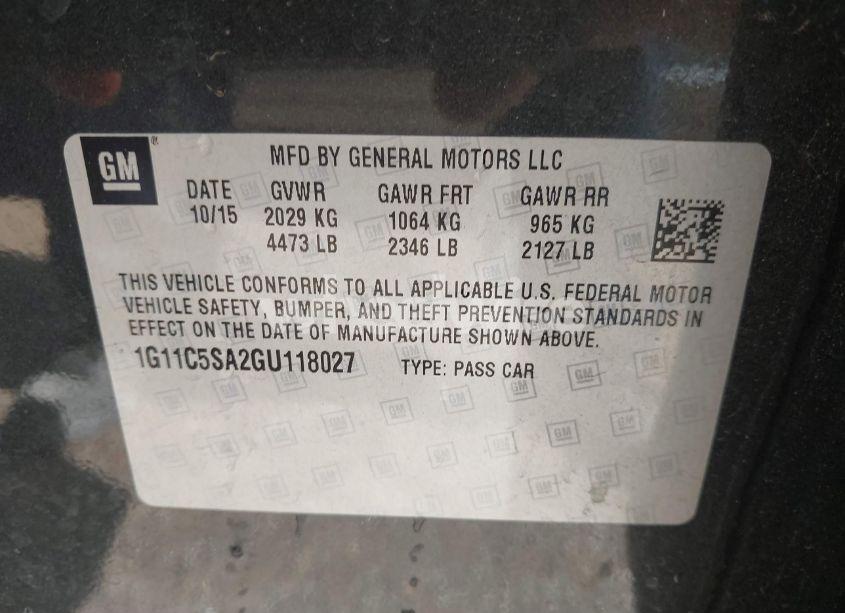 GM
®
MFD BY GENERAL MOTORS LLC
DATE GVWR GAWR FRT GAWR RR
10/15 2029 KG 1064 KG 965 KG
4473 LB 2346 LB 2127 LB
THIS VEHICLE CONFORMS TO ALL APPLICABLE U.S. FEDERAL MOTOR
VEHICLE SAFETY, BUMPER, AND THEFT PREVENTION STANDARDS IN
EFFECT ON THE DATE OF MANUFACTURE SHOWN ABOVE.
1G11C5SA2GU118027 TYPE: PASS CAR